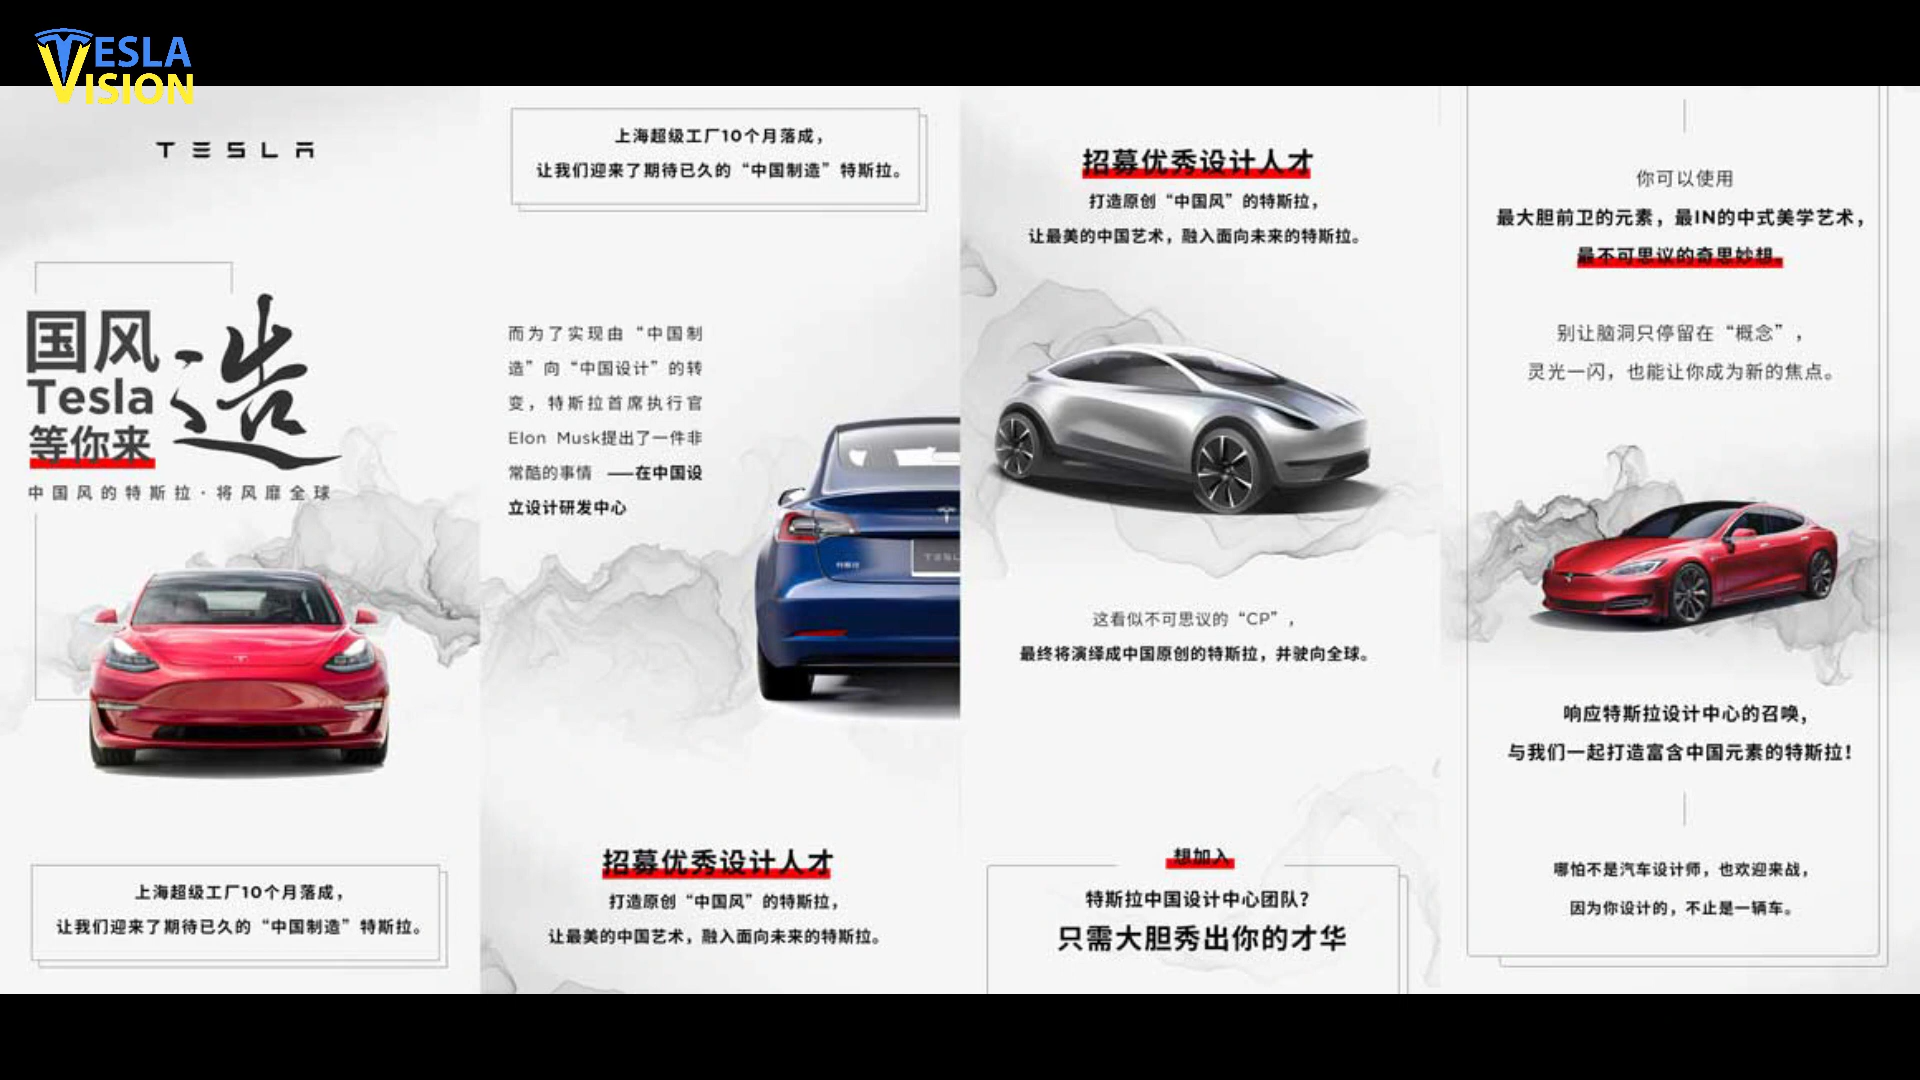 TESLA
VISION
TESLA
国风
Tesla
等你来
造
中国风的特斯拉·将风靡全球
上海超级工厂10个月落成，
让我们迎来了期待已久的“中国制造”特斯拉。
上海超级工厂10个月落成，
让我们迎来了期待已久的“中国制造”特斯拉。
而为了实现由“中国制
造”向“中国设计”的转
变，特斯拉首席执行官
Elon Musk提出了一件非
常酷的事情 ——在中国设
立设计研发中心
特斯拉
TESL
招募优秀设计人才
打造原创“中国风”的特斯拉，
让最美的中国艺术，融入面向未来的特斯拉。
招募优秀设计人才
打造原创“中国风”的特斯拉，
让最美的中国艺术，融入面向未来的特斯拉。
这看似不可思议的“CP”，
最终将演绎成中国原创的特斯拉，并驶向全球。
想加入
特斯拉中国设计中心团队？
只需大胆秀出你的才华
你可以使用
最大胆前卫的元素，最IN的中式美学艺术，
最不可思议的奇思妙想。
别让脑洞只停留在“概念”，
灵光一闪，也能让你成为新的焦点。
响应特斯拉设计中心的召唤，
与我们一起打造富含中国元素的特斯拉！
哪怕不是汽车设计师，也欢迎来战，
因为你设计的，不止是一辆车。